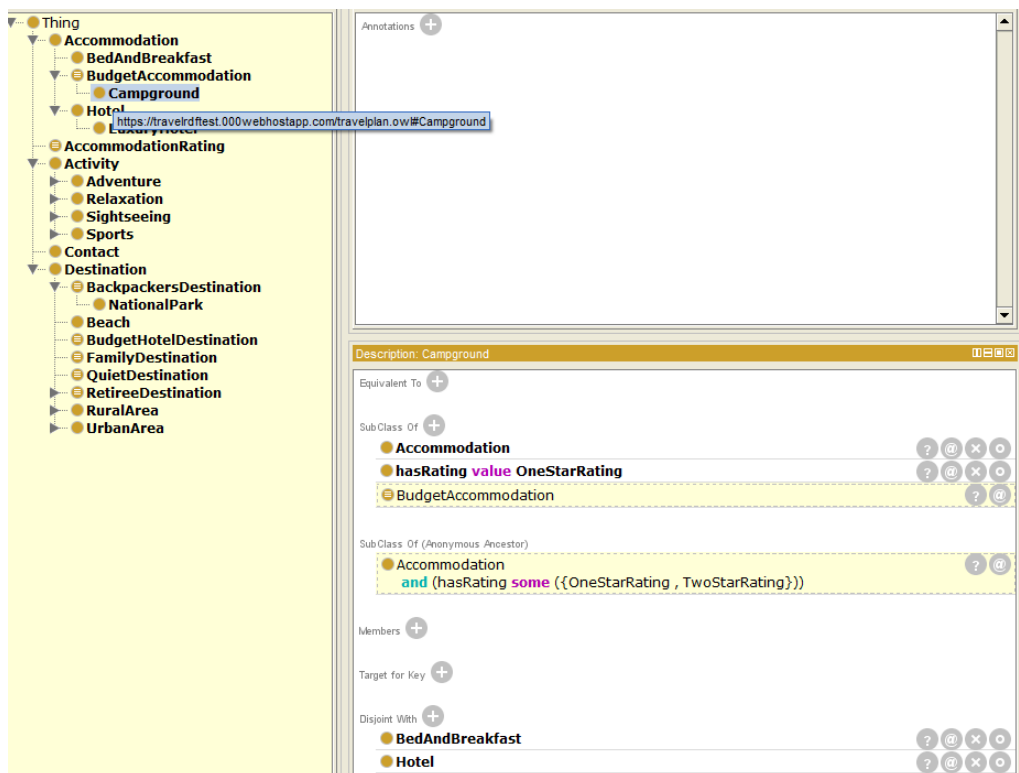 Thing
Accommodation
BedAndBreakfast
BudgetAccommodation
Campground
Hotel
https://travelrdftest.000webhostapp.com/travelplan.owl#Campground
LuxuryHotel
AccommodationRating
Activity
Adventure
Relaxation
Sightseeing
Sports
Contact
Destination
BackpackersDestination
NationalPark
Beach
BudgetHotelDestination
FamilyDestination
QuietDestination
RetireeDestination
RuralArea
UrbanArea
Annotations
Description: Campground
Equivalent To
SubClass Of
Accommodation
hasRating value OneStarRating
BudgetAccommodation
SubClass Of (Anonymous Ancestor)
Accommodation
and (hasRating some ({OneStarRating , TwoStarRating}))
Members
Target for Key
Disjoint With
BedAndBreakfast
Hotel